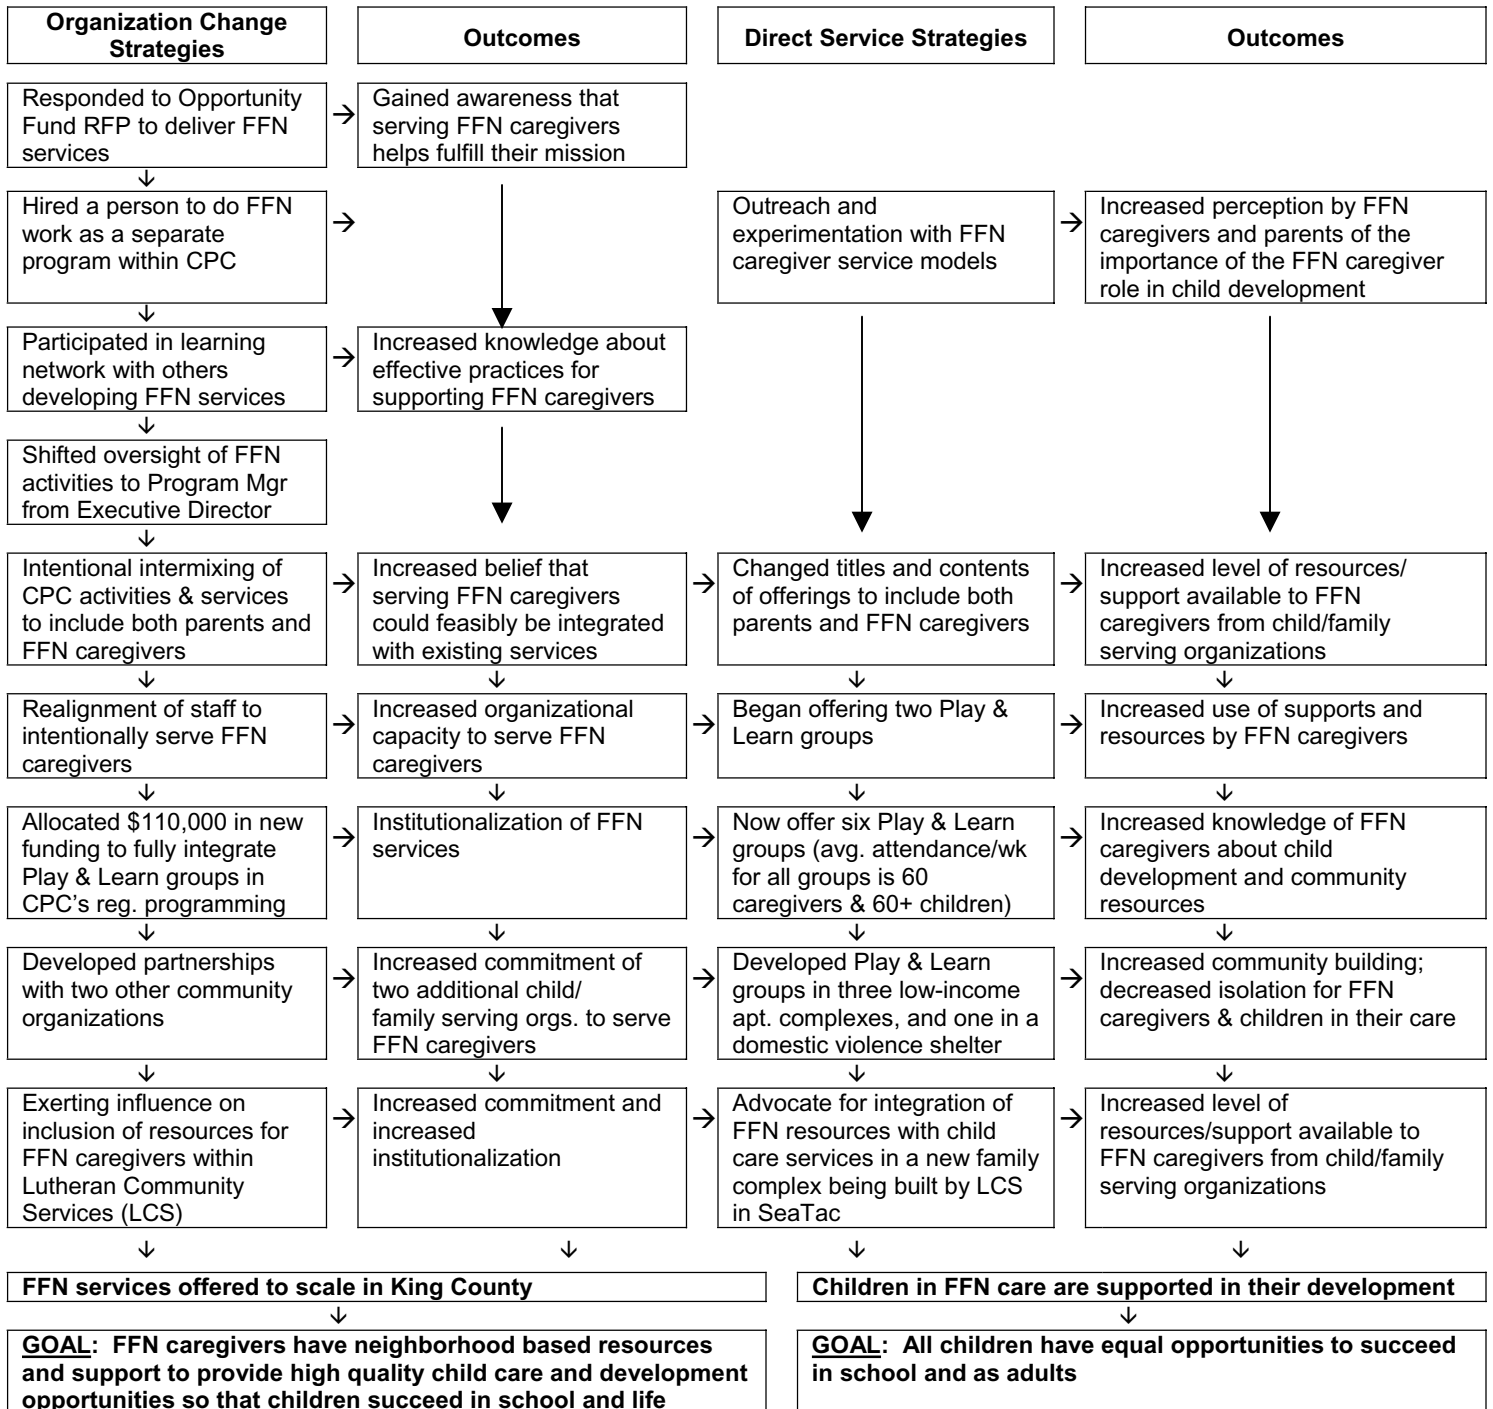 Organization Change
Strategies
Outcomes
Direct Service Strategies
Outcomes
Responded to Opportunity
Fund RFP to deliver FFN
services
→
Gained awareness that
serving FFN caregivers
helps fulfill their mission
↓
Hired a person to do FFN
work as a separate
program within CPC
→
Outreach and
experimentation with FFN
caregiver service models
→
Increased perception by FFN
caregivers and parents of the
importance of the FFN caregiver
role in child development
↓
Participated in learning
network with others
developing FFN services
→
Increased knowledge about
effective practices for
supporting FFN caregivers
↓
Shifted oversight of FFN
activities to Program Mgr
from Executive Director
↓
Intentional intermixing of
CPC activities & services
to include both parents and
FFN caregivers
→
Increased belief that
serving FFN caregivers
could feasibly be integrated
with existing services
→
Changed titles and contents
of offerings to include both
parents and FFN caregivers
→
Increased level of resources/
support available to FFN
caregivers from child/family
serving organizations
↓ ↓ ↓ ↓
Realignment of staff to
intentionally serve FFN
caregivers
→
Increased organizational
capacity to serve FFN
caregivers
→
Began offering two Play &
Learn groups
→
Increased use of supports and
resources by FFN caregivers
↓ ↓ ↓ ↓
Allocated $110,000 in new
funding to fully integrate
Play & Learn groups in
CPC's reg. programming
→
Institutionalization of FFN
services
→
Now offer six Play & Learn
groups (avg. attendance/wk
for all groups is 60
caregivers & 60+ children)
→
Increased knowledge of FFN
caregivers about child
development and community
resources
↓ ↓ ↓ ↓
Developed partnerships
with two other community
organizations
→
Increased commitment of
two additional child/
family serving orgs. to serve
FFN caregivers
→
Developed Play & Learn
groups in three low-income
apt. complexes, and one in a
domestic violence shelter
→
Increased community building;
decreased isolation for FFN
caregivers & children in their care
↓ ↓ ↓ ↓
Exerting influence on
inclusion of resources for
FFN caregivers within
Lutheran Community
Services (LCS)
→
Increased commitment and
increased
institutionalization
→
Advocate for integration of
FFN resources with child
care services in a new family
complex being built by LCS
in SeaTac
→
Increased level of
resources/support available to
FFN caregivers from child/family
serving organizations
↓ ↓ ↓ ↓
FFN services offered to scale in King County
Children in FFN care are supported in their development
↓ ↓
GOAL: FFN caregivers have neighborhood based resources
and support to provide high quality child care and development
opportunities so that children succeed in school and life
GOAL: All children have equal opportunities to succeed
in school and as adults